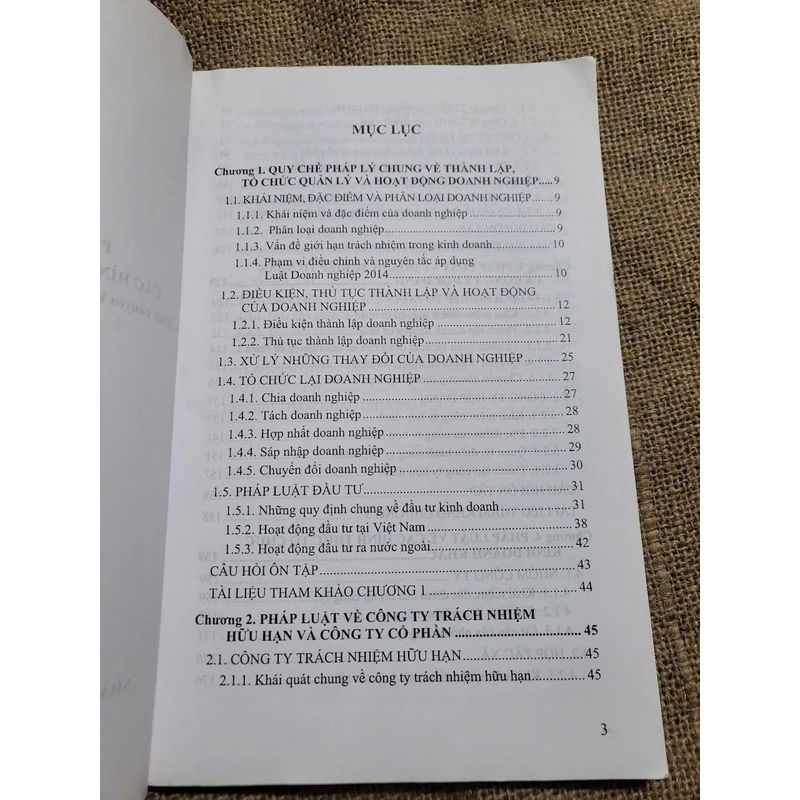 MỤC LỤC
Chương 1. QUY CHẾ PHÁP LÝ CHUNG VỀ THÀNH LẬP,
TỔ CHỨC QUẢN LÝ VÀ HOẠT ĐỘNG DOANH NGHIỆP.....9
1.1. KHÁI NIỆM, ĐẶC ĐIỂM VÀ PHÂN LOẠI DOANH NGHIỆP.......9
1.1.1. Khái niệm và đặc điểm của doanh nghiệp.......................9
1.1.2. Phân loại doanh nghiệp.......................9
1.1.3. Vấn đề giới hạn trách nhiệm trong kinh doanh................10
1.1.4. Phạm vi điều chỉnh và nguyên tắc áp dụng
Luật Doanh nghiệp 2014.......................10
1.2. ĐIỀU KIỆN, THỦ TỤC THÀNH LẬP VÀ HOẠT ĐỘNG
CỦA DOANH NGHIỆP.......................12
1.2.1. Điều kiện thành lập doanh nghiệp.......................12
1.2.2. Thủ tục thành lập doanh nghiệp.......................21
1.3. XỬ LÝ NHỮNG THAY ĐỔI CỦA DOANH NGHIỆP..........25
1.4. TỔ CHỨC LẠI DOANH NGHIỆP.......................27
1.4.1. Chia doanh nghiệp.......................27
1.4.2. Tách doanh nghiệp.......................28
1.4.3. Hợp nhất doanh nghiệp.......................28
1.4.4. Sáp nhập doanh nghiệp.......................29
1.4.5. Chuyển đổi doanh nghiệp.......................30
1.5. PHÁP LUẬT ĐẦU TƯ.......................31
1.5.1. Những quy định chung về đầu tư kinh doanh................31
1.5.2. Hoạt động đầu tư tại Việt Nam.......................38
1.5.3. Hoạt động đầu tư ra nước ngoài.......................42
CÂU HỎI ÔN TẬP.......................43
TÀI LIỆU THAM KHẢO CHƯƠNG 1.......................44
Chương 2. PHÁP LUẬT VỀ CÔNG TY TRÁCH NHIỆM
HỮU HẠN VÀ CÔNG TY CỔ PHẦN.......................45
2.1. CÔNG TY TRÁCH NHIỆM HỮU HẠN.......................45
2.1.1. Khái quát chung về công ty trách nhiệm hữu hạn............45
3